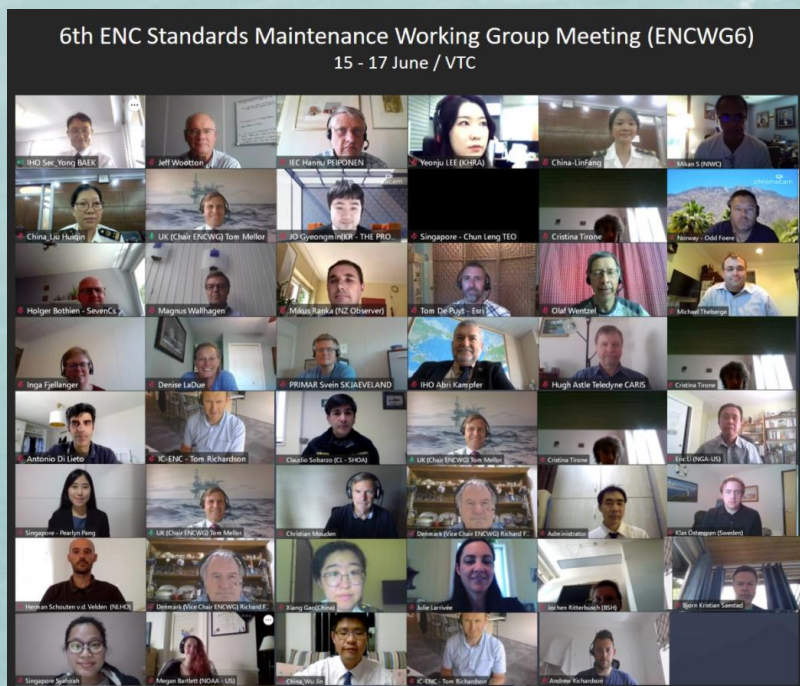 6th ENC Standards Maintenance Working Group Meeting (ENCWG6)
15 - 17 June / VTC
IHO Sec_Yong BAEK
Jeff Wootton
IEC Hannu PEIPONEN
Yeonju LEE (KHRA)
China-LinFang
Mikan S (NIWC)
China_Liu Huiqin
UK (Chair ENCWG) Tom Mellor
JO Gyeongmin(KR - THE PRO...
Singapore - Chun Leng TEO
Cristina Tirone
chromacam
Norway - Odd Foere
Holger Bothien - SevenCs
Magnus Wallhagen
Mikus Ranka (NZ Observer)
Tom De Puyt - Esri
Olaf Wentzel
Michael Theberge
Inga Fjellanger
Denise LaDue
PRIMAR Svein SKJAEVELAND
IHO Abri Kampfer
Hugh Astle Teledyne CARIS
Cristina Tirone
Antonio Di Lieto
IC-ENC - Tom Richardson
Claudio Sobarzo (CL - SHOA)
UK (Chair ENCWG) Tom Mellor
Cristina Tirone
Eric Li (NGA-US)
Singapore - Pearlyn Pang
UK (Chair ENCWG) Tom Mellor
Christian Mouden
Denmark (Vice Chair ENCWG) Richard F...
Administrator
Klas Östergren (Sweden)
Herman Schouten v.d. Velden (NLHO)
Denmark (Vice Chair ENCWG) Richard F...
Xiang Gao(China)
Julie Larrivée
Jochen Ritterbusch (BSH)
Bjorn Kristian Saestad
Singapore Syahirah
Megan Bartlett (NOAA - US)
China_Wu Jin
IC-ENC - Tom Richardson
Andrew Richardson